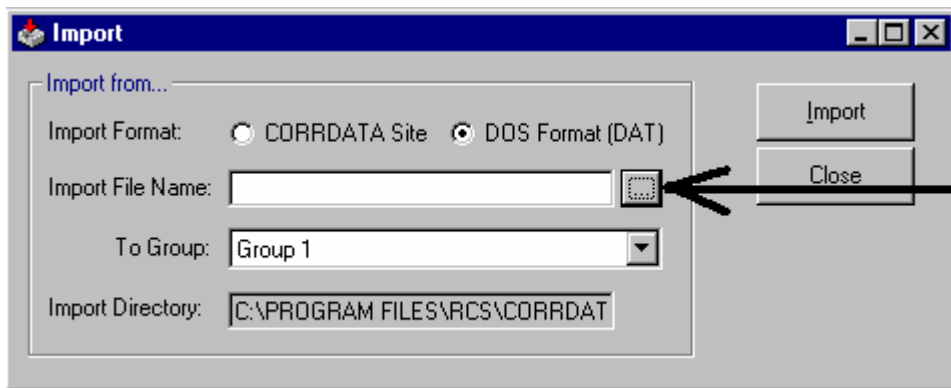 Import
Import from...
Import Format: CORRDATA Site DOS Format (DAT)
Import File Name: ...
To Group: Group 1
Import Directory: C:\PROGRAM FILES\RCS\CORRDAT
Import
Close